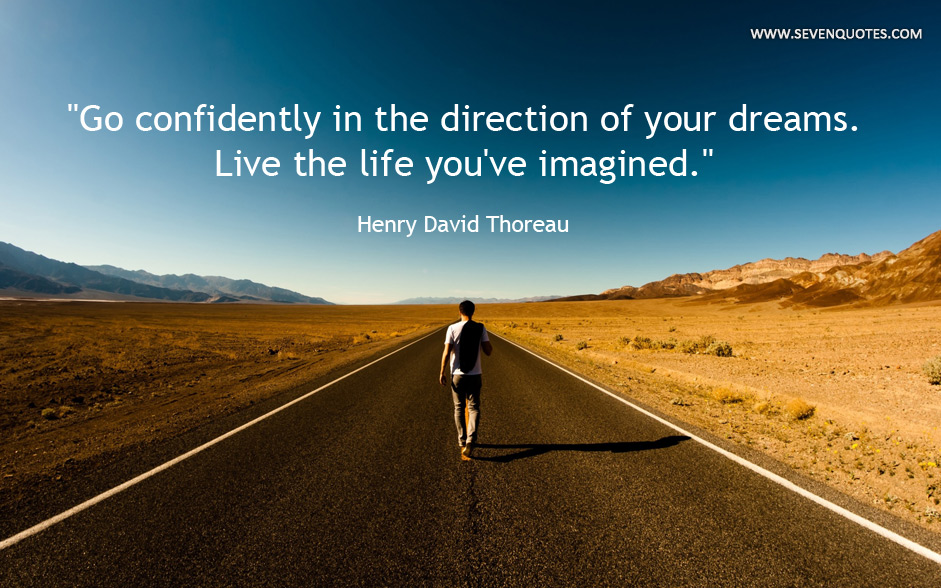 WWW.SEVENQUOTES.COM
"Go confidently in the direction of your dreams.
Live the life you've imagined."
Henry David Thoreau